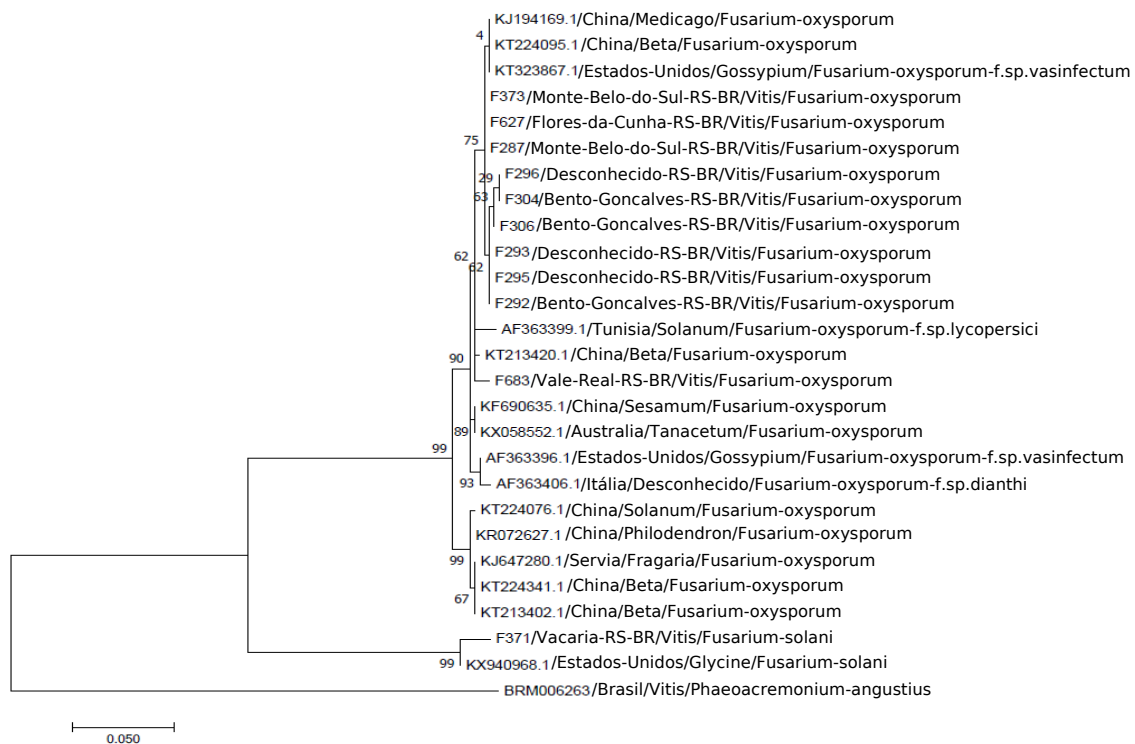 KJ194169.1/China/Medicago/Fusarium-oxysporum
4
KT224095.1/China/Beta/Fusarium-oxysporum
KT323867.1/Estados-Unidos/Gossypium/Fusarium-oxysporum-f.sp.vasinfectum
F373/Monte-Belo-do-Sul-RS-BR/Vitis/Fusarium-oxysporum
F627/Flores-da-Cunha-RS-BR/Vitis/Fusarium-oxysporum
75
F287/Monte-Belo-do-Sul-RS-BR/Vitis/Fusarium-oxysporum
F296/Desconhecido-RS-BR/Vitis/Fusarium-oxysporum
29
63
F304/Bento-Goncalves-RS-BR/Vitis/Fusarium-oxysporum
F306/Bento-Goncalves-RS-BR/Vitis/Fusarium-oxysporum
F293/Desconhecido-RS-BR/Vitis/Fusarium-oxysporum
62
62
F295/Desconhecido-RS-BR/Vitis/Fusarium-oxysporum
F292/Bento-Goncalves-RS-BR/Vitis/Fusarium-oxysporum
AF363399.1/Tunisia/Solanum/Fusarium-oxysporum-f.sp.lycopersici
90
KT213420.1/China/Beta/Fusarium-oxysporum
F683/Vale-Real-RS-BR/Vitis/Fusarium-oxysporum
KF690635.1/China/Sesamum/Fusarium-oxysporum
89
KX058552.1/Australia/Tanacetum/Fusarium-oxysporum
99
AF363396.1/Estados-Unidos/Gossypium/Fusarium-oxysporum-f.sp.vasinfectum
93
AF363406.1/Itália/Desconhecido/Fusarium-oxysporum-f.sp.dianthi
KT224076.1/China/Solanum/Fusarium-oxysporum
KR072627.1/China/Philodendron/Fusarium-oxysporum
99
KJ647280.1/Servia/Fragaria/Fusarium-oxysporum
KT224341.1/China/Beta/Fusarium-oxysporum
67
KT213402.1/China/Beta/Fusarium-oxysporum
F371/Vacaria-RS-BR/Vitis/Fusarium-solani
99
KX940968.1/Estados-Unidos/Glycine/Fusarium-solani
BRM006263/Brasil/Vitis/Phaeoacremonium-angustius
0.050